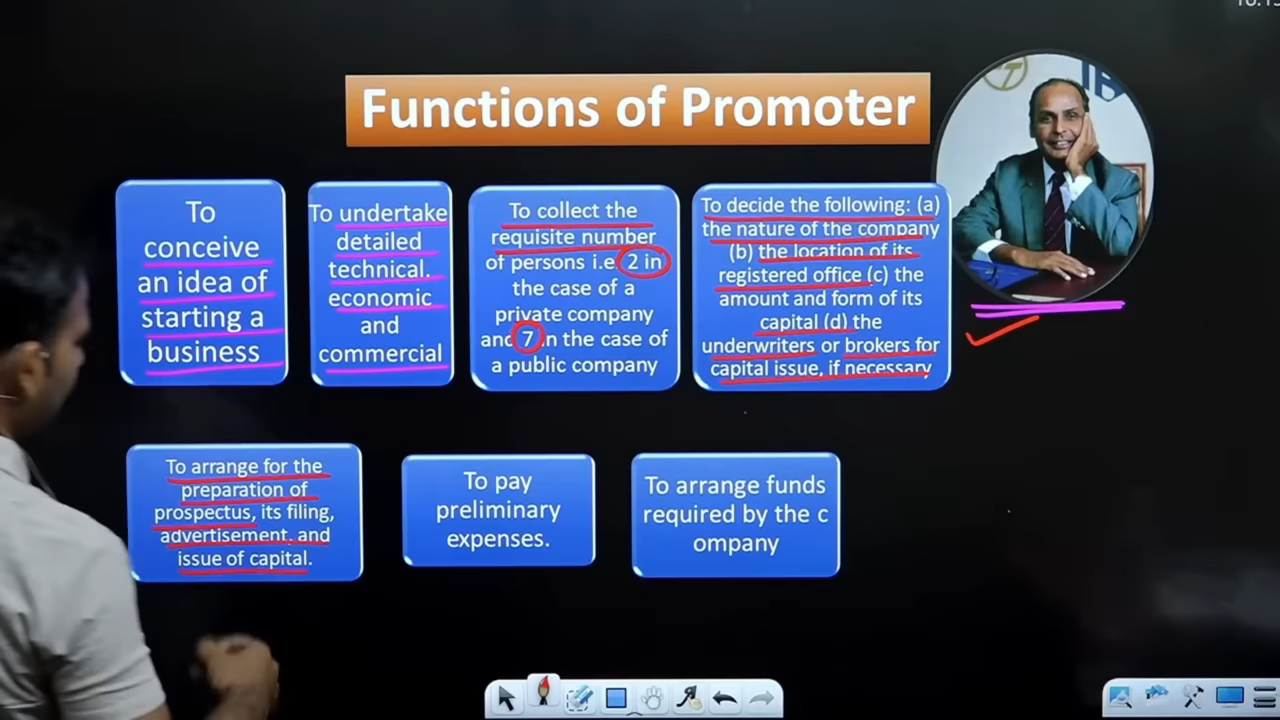 Functions of Promoter
To
conceive
an idea of
starting a
business
To undertake
detailed
technical.
economic
and
commercial
To collect the
requisite number
of persons i.e 2 in
the case of a
private company
and 7 in the case of
a public company
To decide the following: (a)
the nature of the company
(b) the location of its
registered office (c) the
amount and form of its
capital (d) the
underwriters or brokers for
capital issue, if necessary
To arrange for the
preparation of
prospectus, its filing,
advertisement, and
issue of capital.
To pay
preliminary
expenses.
To arrange funds
required by the c
ompany